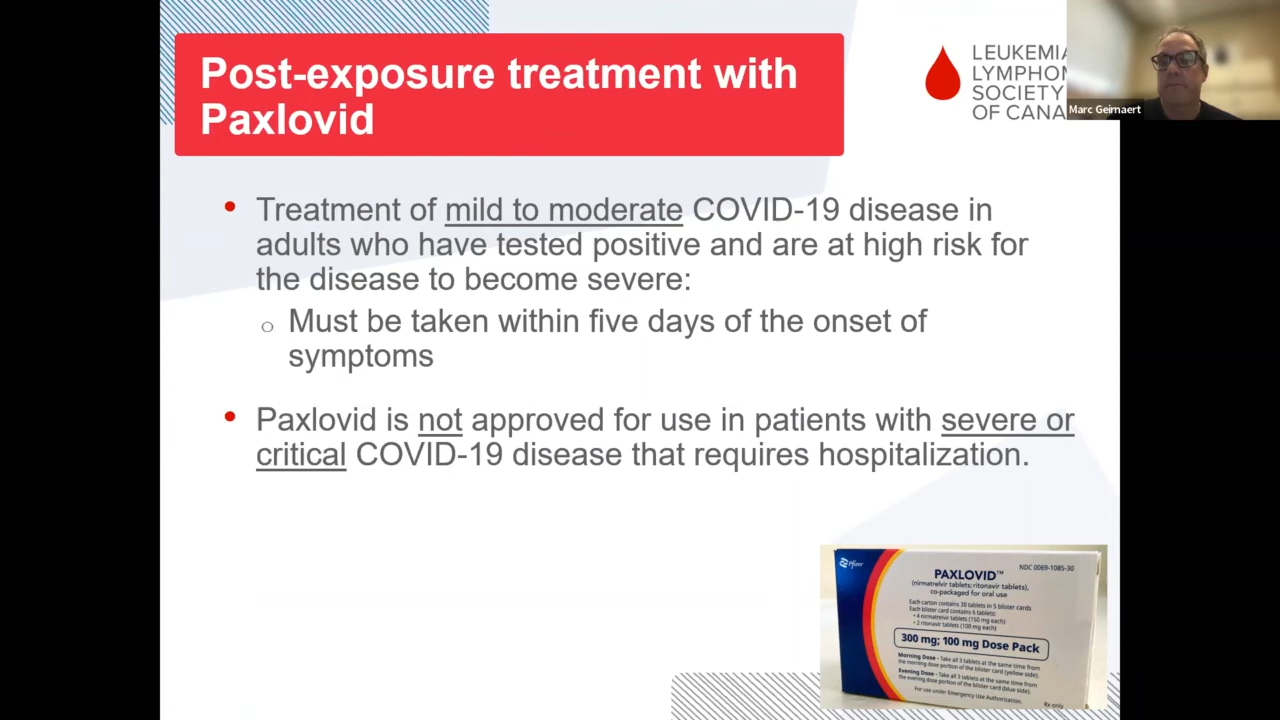 Post-exposure treatment with
Paxlovid
LEUKEMIA
LYMPHOM
SOCIETY
OF CANA
Marc Geirnaert
• Treatment of mild to moderate COVID-19 disease in
adults who have tested positive and are at high risk for
the disease to become severe:
○ Must be taken within five days of the onset of
symptoms
• Paxlovid is not approved for use in patients with severe or
critical COVID-19 disease that requires hospitalization.
Pfizer
NDC 0069-1085-30
PAXLOVID™
(nirmatrelvir tablets; ritonavir tablets),
co-packaged for oral use
Each carton contains 30 tablets in 5 blister cards
Each blister card contains 6 tablets:
• 4 nirmatrelvir tablets (150 mg each)
• 2 ritonavir tablets (100 mg each)
300 mg; 100 mg Dose Pack
Morning Dose - Take all 3 tablets at the same time from
the morning dose portion of the blister card (yellow side).
Evening Dose - Take all 3 tablets at the same time from
the evening dose portion of the blister card (blue side).
For use under Emergency Use Authorization.
Rx only